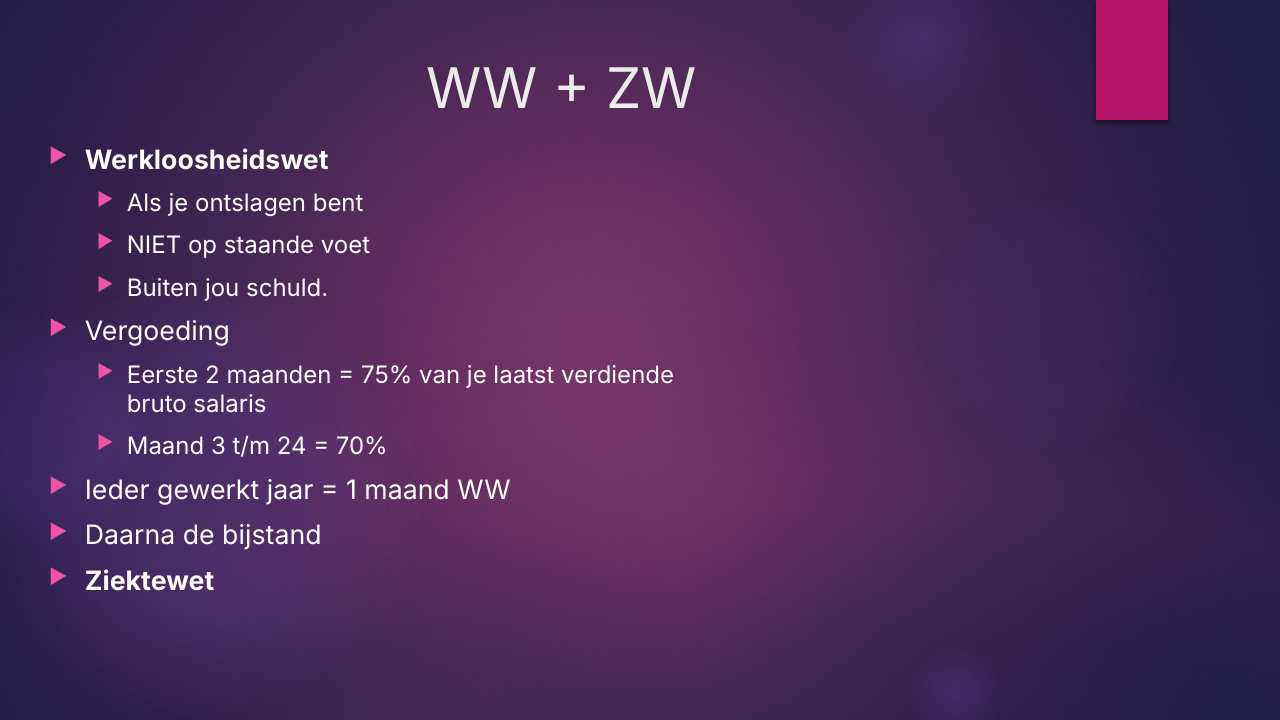 WW + ZW
Werkloosheidswet
Als je ontslagen bent
NIET op staande voet
Buiten jou schuld.
Vergoeding
Eerste 2 maanden = 75% van je laatst verdiende
bruto salaris
Maand 3 t/m 24 = 70%
Ieder gewerkt jaar = 1 maand WW
Daarna de bijstand
Ziektewet